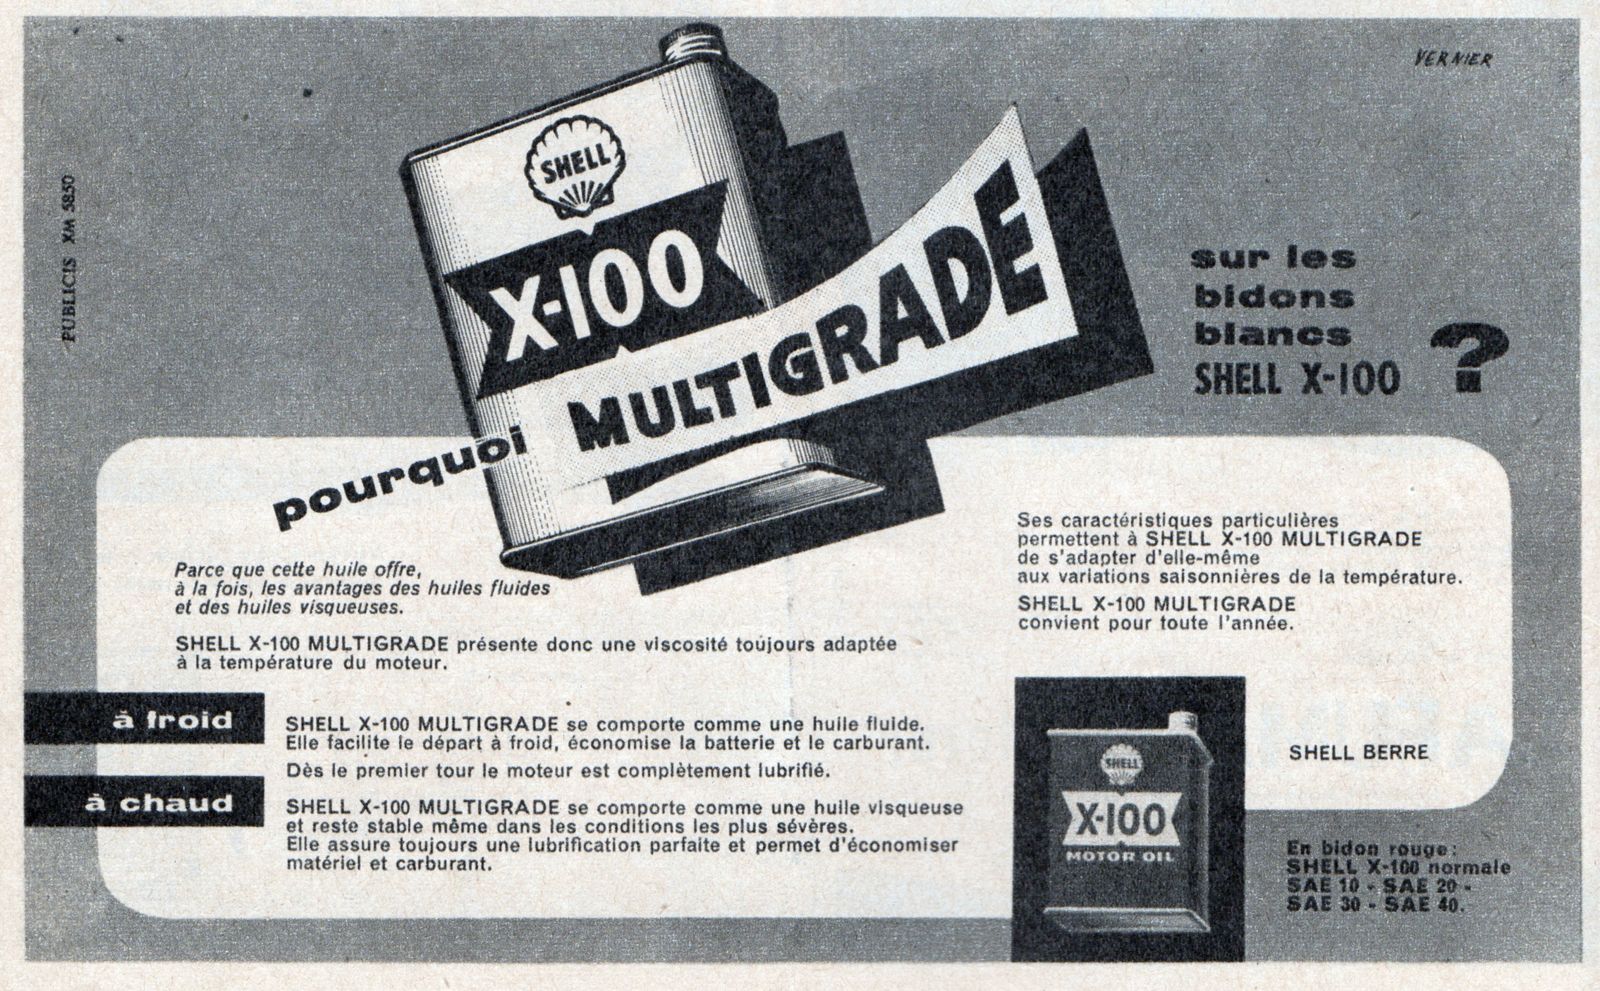 VERNIER
PUBLICIS XM 5850
SHELL
X-100
pourquoi MULTIGRADE
sur les
bidons
blancs
SHELL X-100 ?
Parce que cette huile offre,
à la fois, les avantages des huiles fluides
et des huiles visqueuses.
SHELL X-100 MULTIGRADE présente donc une viscosité toujours adaptée
à la température du moteur.
à froid
SHELL X-100 MULTIGRADE se comporte comme une huile fluide.
Elle facilite le départ à froid, économise la batterie et le carburant.
Dès le premier tour le moteur est complètement lubrifié.
à chaud
SHELL X-100 MULTIGRADE se comporte comme une huile visqueuse
et reste stable même dans les conditions les plus sévères.
Elle assure toujours une lubrification parfaite et permet d'économiser
matériel et carburant.
Ses caractéristiques particulières
permettent à SHELL X-100 MULTIGRADE
de s'adapter d'elle-même
aux variations saisonnières de la température.
SHELL X-100 MULTIGRADE
convient pour toute l'année.
SHELL
X-100
MOTOR OIL
SHELL BERRE
En bidon rouge :
SHELL X-100 normale
SAE 10 - SAE 20 -
SAE 30 - SAE 40.